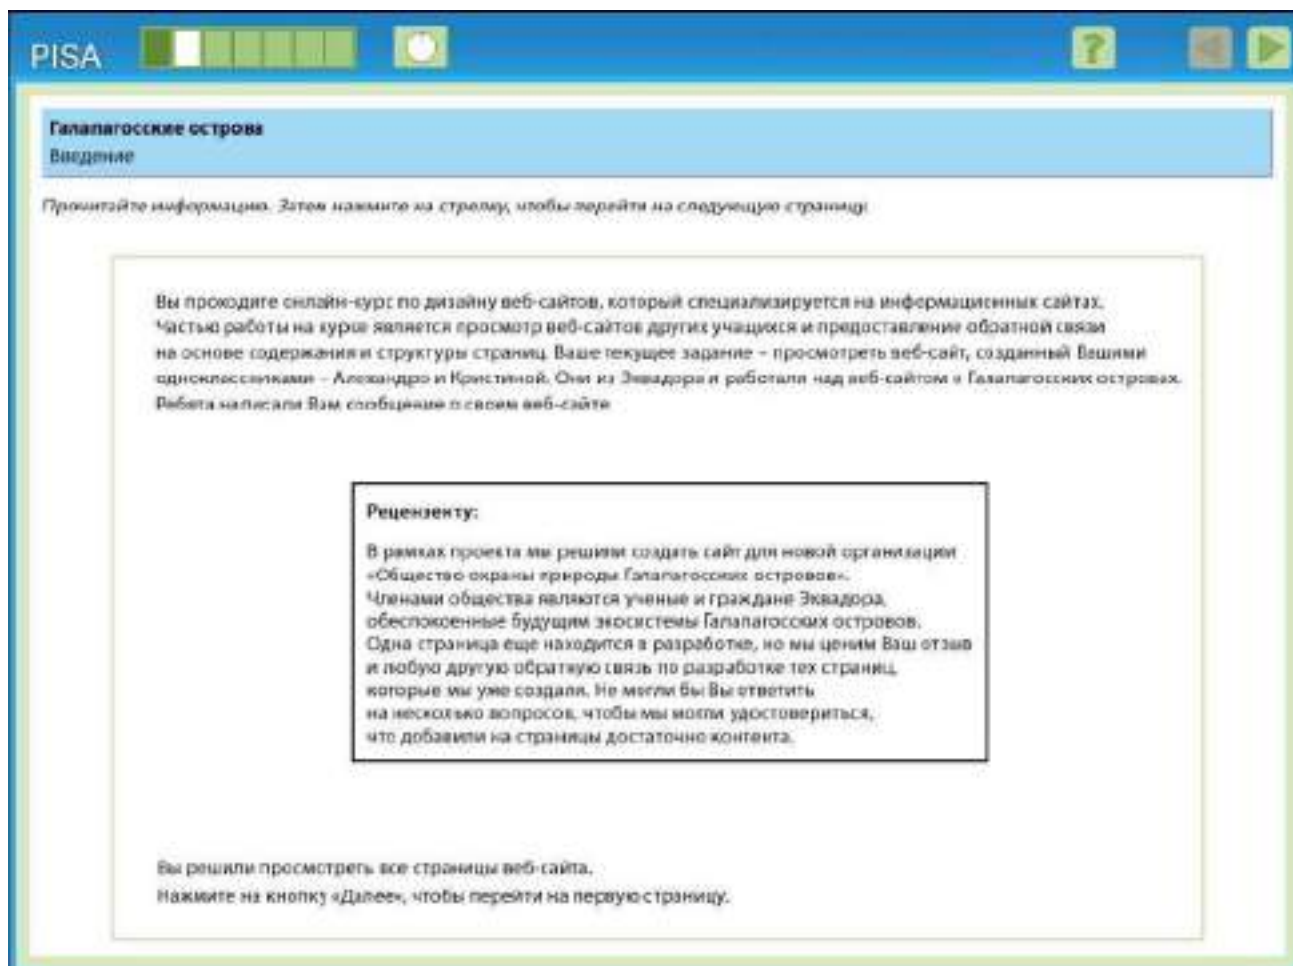 PISA
?
Галапагосские острова
Введение
Прочитайте информацию. Затем нажмите на стрелку, чтобы перейти на следующую страницу.
Вы проходите онлайн-курс по дизайну веб-сайтов, который специализируется на информационных сайтах.
Частью работы на курсе является просмотр веб-сайтов других учащихся и предоставление обратной связи
на основе содержания и структуры страниц. Ваше текущее задание – просмотреть веб-сайт, созданный Вашими
одноклассниками – Алехандро и Кристиной. Они из Эквадора и работали над веб-сайтом о Галапагосских островах.
Ребята написали Вам сообщение о своем веб-сайте
Рецензенту:
В рамках проекта мы решили создать сайт для новой организации
«Общество охраны природы Галапагосских островов».
Членами общества являются ученые и граждане Эквадора,
обеспокоенные будущим экосистемы Галапагосских островов.
Одна страница еще находится в разработке, но мы ценим Ваш отзыв
и любую другую обратную связь по разработке тех страниц,
которые мы уже создали. Не могли бы Вы ответить
на несколько вопросов, чтобы мы могли удостовериться,
что добавили на страницы достаточно контента.
Вы решили просмотреть все страницы веб-сайта.
Нажмите на кнопку «Далее», чтобы перейти на первую страницу.